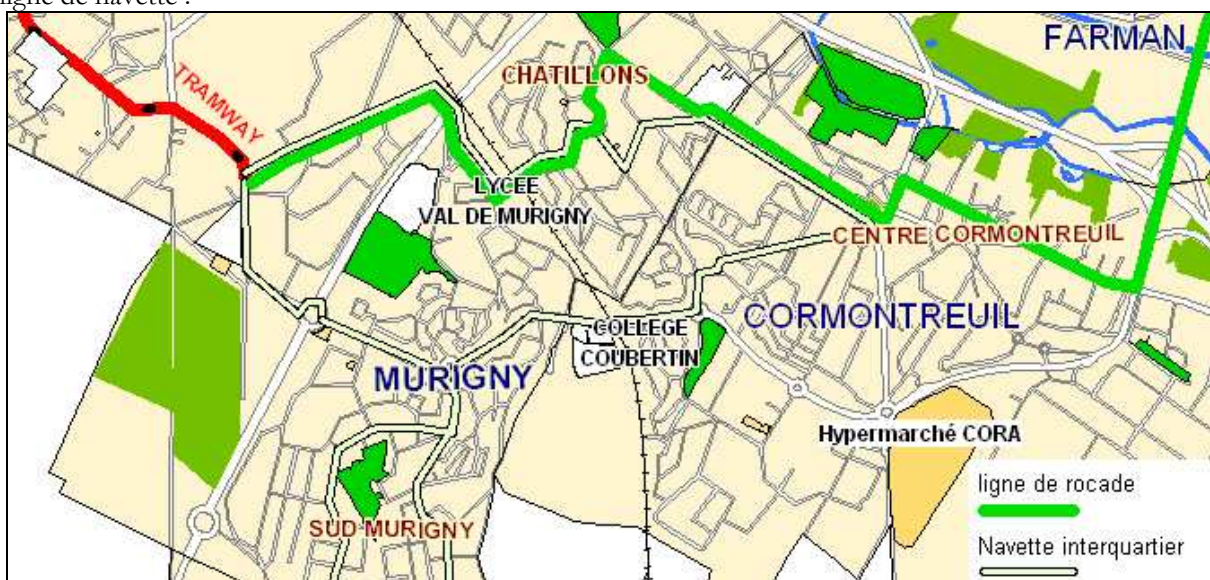 ligne de navette :
FARMAN
CHATILLONS
TRAMWAY
LYCEE
VAL DE MURIGNY
CENTRE CORMONTREUIL
CORMONTREUIL
COLLEGE
COUBERTIN
MURIGNY
Hypermarché CORA
ligne de rocade
SUD MURIGNY
Navette interquartier